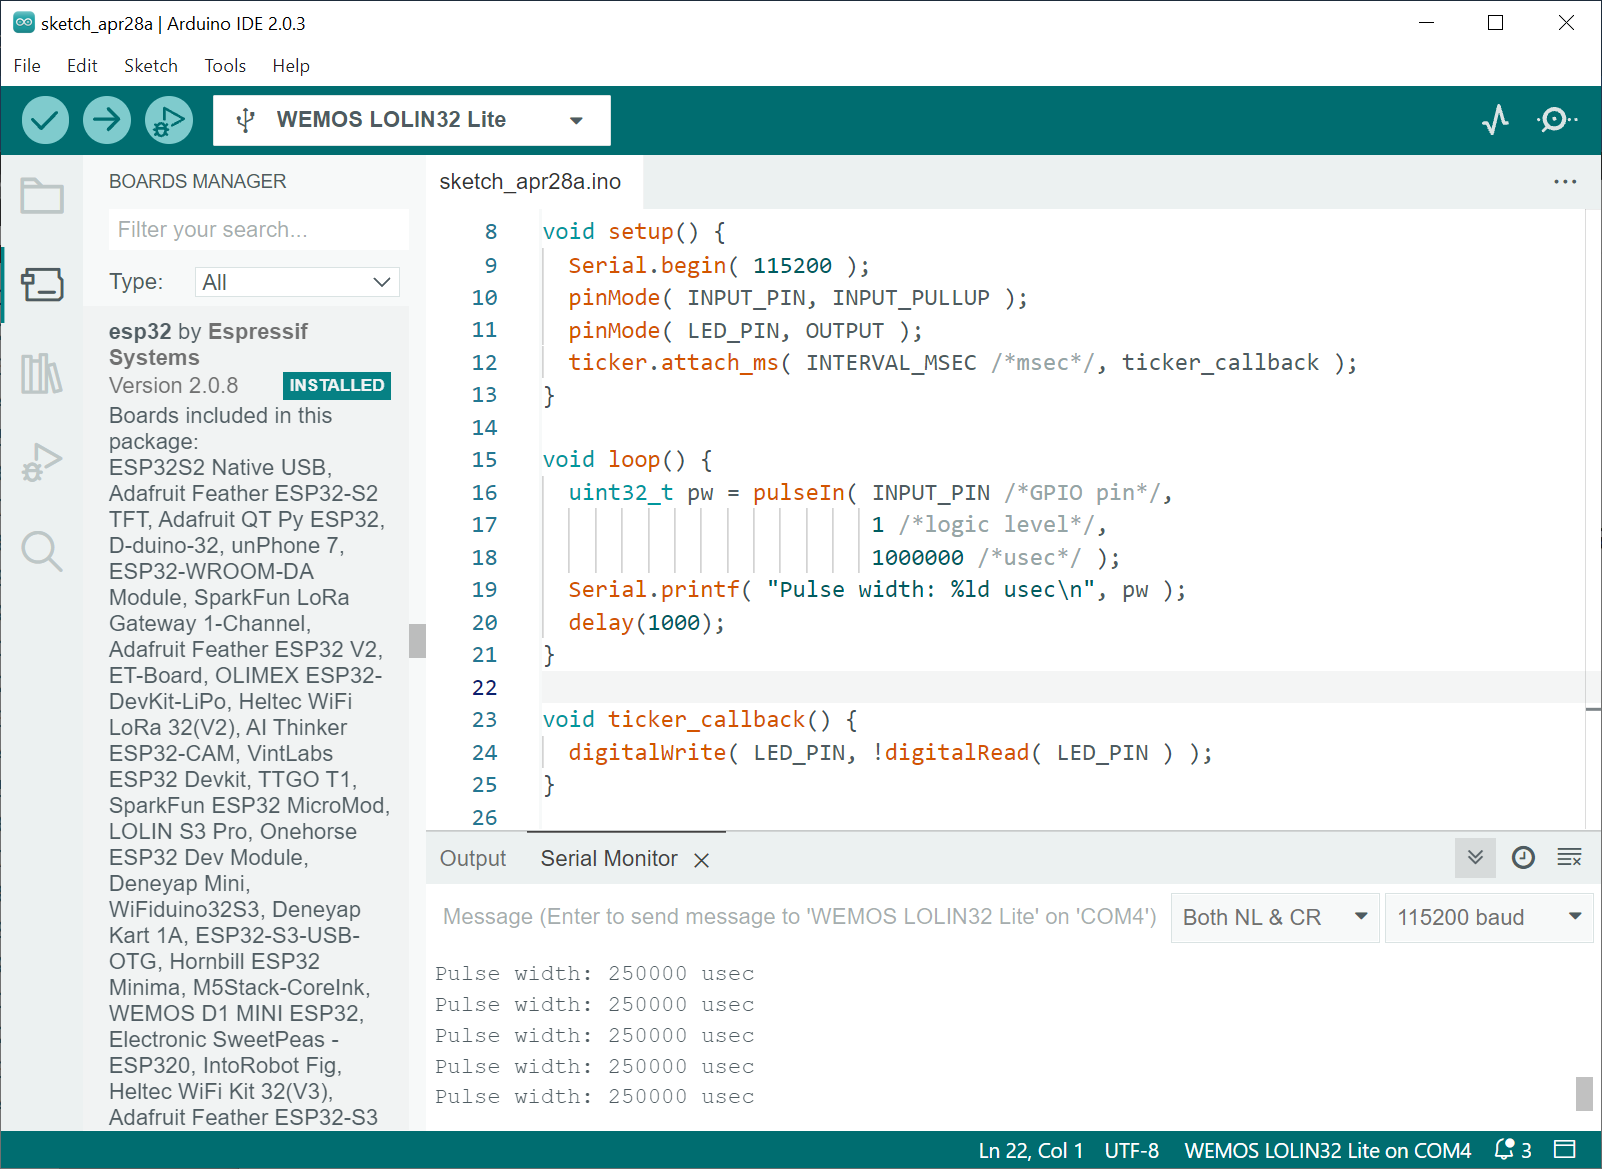 sketch_apr28a | Arduino IDE 2.0.3
File Edit Sketch Tools Help
WEMOS LOLIN32 Lite
BOARDS MANAGER
Filter your search...
Type: All
esp32 by Espressif
Systems
Version 2.0.8 INSTALLED
Boards included in this
package:
ESP32S2 Native USB,
Adafruit Feather ESP32-S2
TFT, Adafruit QT Py ESP32,
D-duino-32, unPhone 7,
ESP32-WROOM-DA
Module, SparkFun LoRa
Gateway 1-Channel,
Adafruit Feather ESP32 V2,
ET-Board, OLIMEX ESP32-
DevKit-LiPo, Heltec WiFi
LoRa 32(V2), AI Thinker
ESP32-CAM, VintLabs
ESP32 Devkit, TTGO T1,
SparkFun ESP32 MicroMod,
LOLIN S3 Pro, Onehorse
ESP32 Dev Module,
Deneyap Mini,
WiFiduino32S3, Deneyap
Kart 1A, ESP32-S3-USB-
OTG, Hornbill ESP32
Minima, M5Stack-CoreInk,
WEMOS D1 MINI ESP32,
Electronic SweetPeas -
ESP320, IntoRobot Fig,
Heltec WiFi Kit 32(V3),
Adafruit Feather ESP32-S3
sketch_apr28a.ino
8 void setup() {
9 Serial.begin( 115200 );
10 pinMode( INPUT_PIN, INPUT_PULLUP );
11 pinMode( LED_PIN, OUTPUT );
12 ticker.attach_ms( INTERVAL_MSEC /*msec*/, ticker_callback );
13 }
14
15 void loop() {
16 uint32_t pw = pulseIn( INPUT_PIN /*GPIO pin*/,
17 1 /*logic level*/,
18 1000000 /*usec*/ );
19 Serial.printf( "Pulse width: %ld usec\n", pw );
20 delay(1000);
21 }
22
23 void ticker_callback() {
24 digitalWrite( LED_PIN, !digitalRead( LED_PIN ) );
25 }
26
Output Serial Monitor
Message (Enter to send message to 'WEMOS LOLIN32 Lite' on 'COM4') Both NL & CR 115200 baud
Pulse width: 250000 usec
Pulse width: 250000 usec
Pulse width: 250000 usec
Pulse width: 250000 usec
Pulse width: 250000 usec
Ln 22, Col 1 UTF-8 WEMOS LOLIN32 Lite on COM4 3